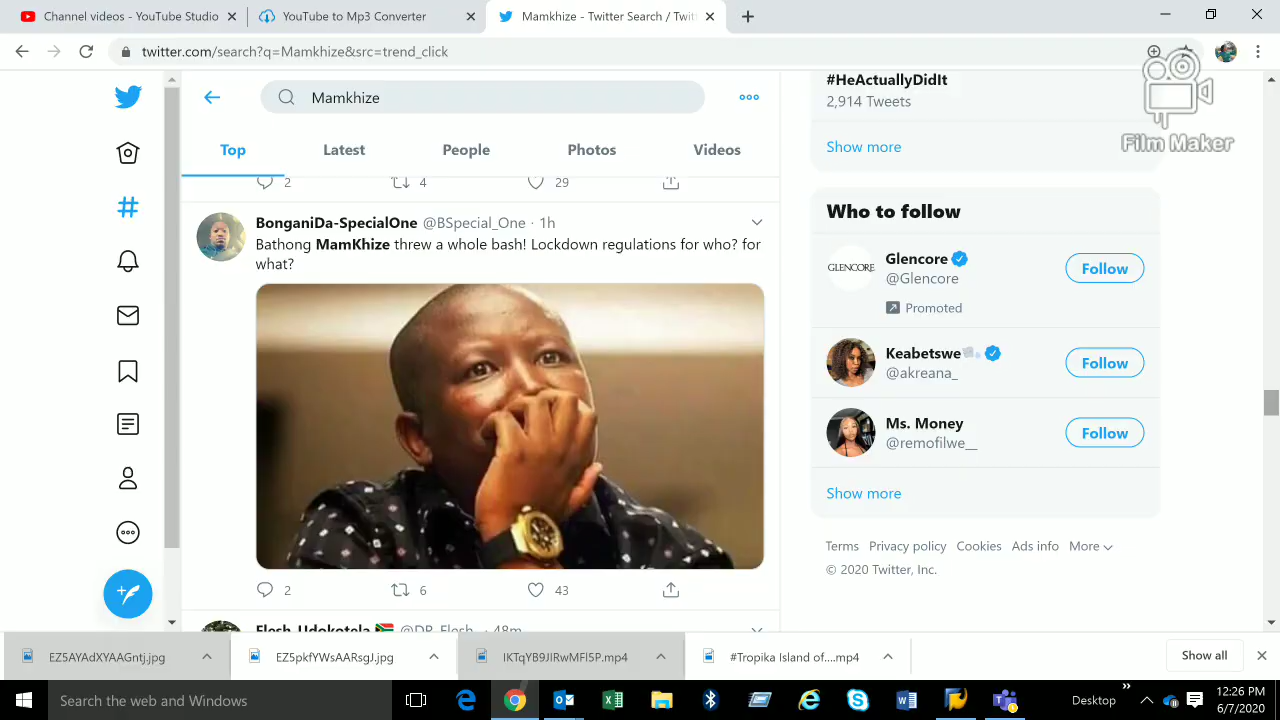 Channel videos - YouTube Studio
YouTube to Mp3 Converter
Mamkhize - Twitter Search / Twit
twitter.com/search?q=Mamkhize&src=trend_click
Film Maker
Mamkhize
Top
Latest
People
Photos
Videos
2
4
29
BonganiDa-SpecialOne @BSpecial_One · 1h
Bathong MamKhize threw a whole bash! Lockdown regulations for who? for
what?
2
6
43
Flesh_Udokotela @DR_Flesh_ · 48m
#HeActuallyDidIt
2,914 Tweets
Show more
Who to follow
GLENCORE
Glencore
@Glencore
Promoted
Follow
Keabetswe
@akreana_
Follow
Ms. Money
@remofilwe__
Follow
Show more
Terms Privacy policy Cookies Ads info More
© 2020 Twitter, Inc.
EZ5AYAdXYAAGntj.jpg
EZ5pkfYWsAARsgJ.jpg
IKTqYB9JIRwMFI5P.mp4
#Tropika Island of....mp4
Show all
Search the web and Windows
Desktop
12:26 PM
6/7/2020